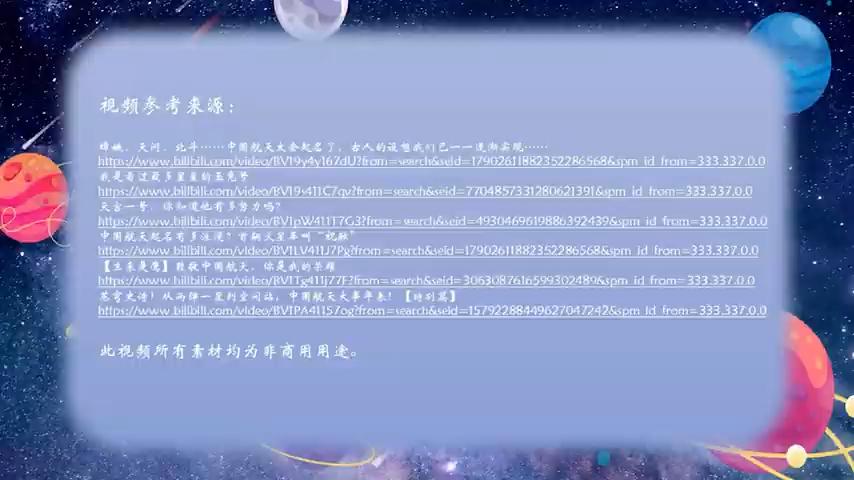 视频参考来源：
嫦娥、天问、北斗……中国航天太会起名了，古人的设想我们已一一逐渐实现……
https://www.bilibili.com/video/BV19y4y167dU?from=search&seid=17902611882352286568&spm_id_from=333.337.0.0
我是看过最多星星的玉兔号
https://www.bilibili.com/video/BV19s411C7qv?from=search&seid=7704857331280621391&spm_id_from=333.337.0.0
天宫一号，你知道他有多努力吗？
https://www.bilibili.com/video/BV1pW411T7G3?from=search&seid=4930469619886392439&spm_id_from=333.337.0.0
中国航天起名有多浪漫？首辆火星车叫“祝融”
https://www.bilibili.com/video/BV1LV411J7Pg?from=search&seid=17902611882352286568&spm_id_from=333.337.0.0
【生来是儒】致敬中国航天，你是我的荣耀
https://www.bilibili.com/video/BV1Tg411j77F?from=search&seid=3063087616599302489&spm_id_from=333.337.0.0
苍穹史诗！从两弹一星到空间站，中国航天大事年表！【特别篇】
https://www.bilibili.com/video/BV1PA41157og?from=search&seid=15792288449627047242&spm_id_from=333.337.0.0
此视频所有素材均为非商用用途。